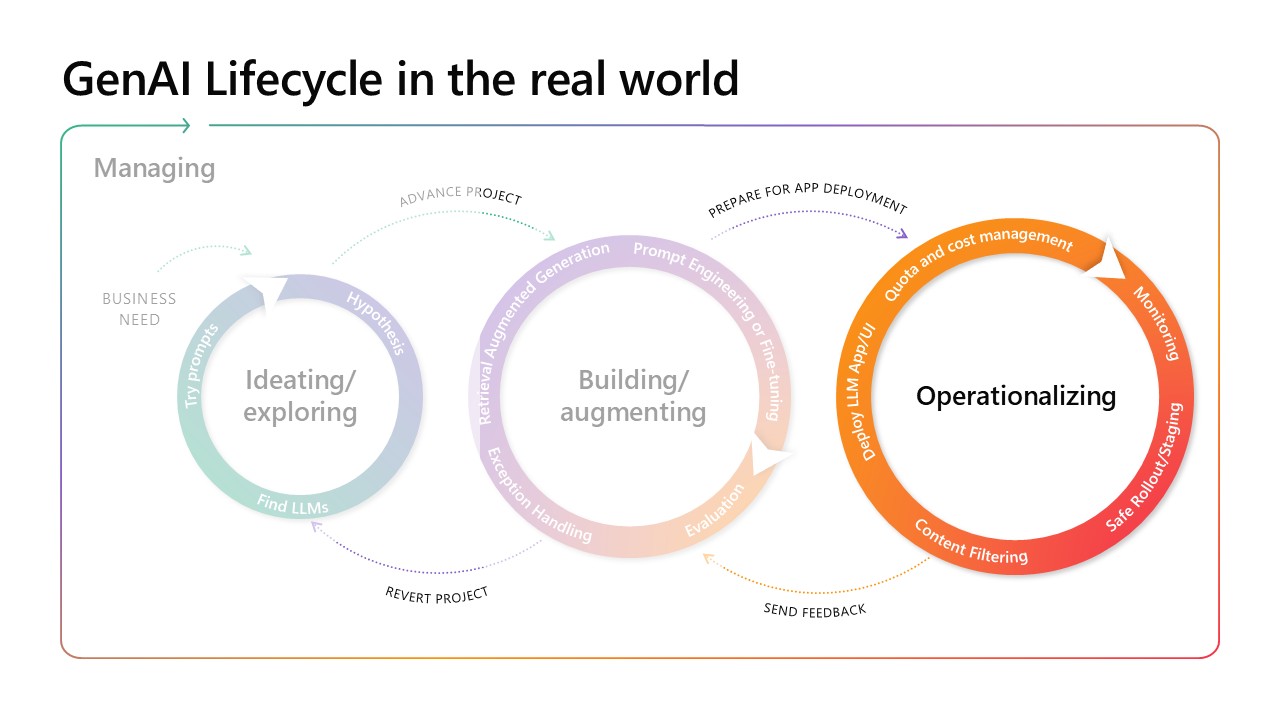 GenAI Lifecycle in the real world
Managing
ADVANCE PROJECT
PREPARE FOR APP DEPLOYMENT
BUSINESS
NEED
Try prompts
Hypothesis
Find LLMs
Ideating/
exploring
Retrieval Augmented Generation
Prompt Engineering or Fine-tuning
Exception Handling
Evaluation
Building/
augmenting
Quota and cost management
Monitoring
Deploy LLM App/UI
Safe Rollout/Staging
Content Filtering
Operationalizing
REVERT PROJECT
SEND FEEDBACK